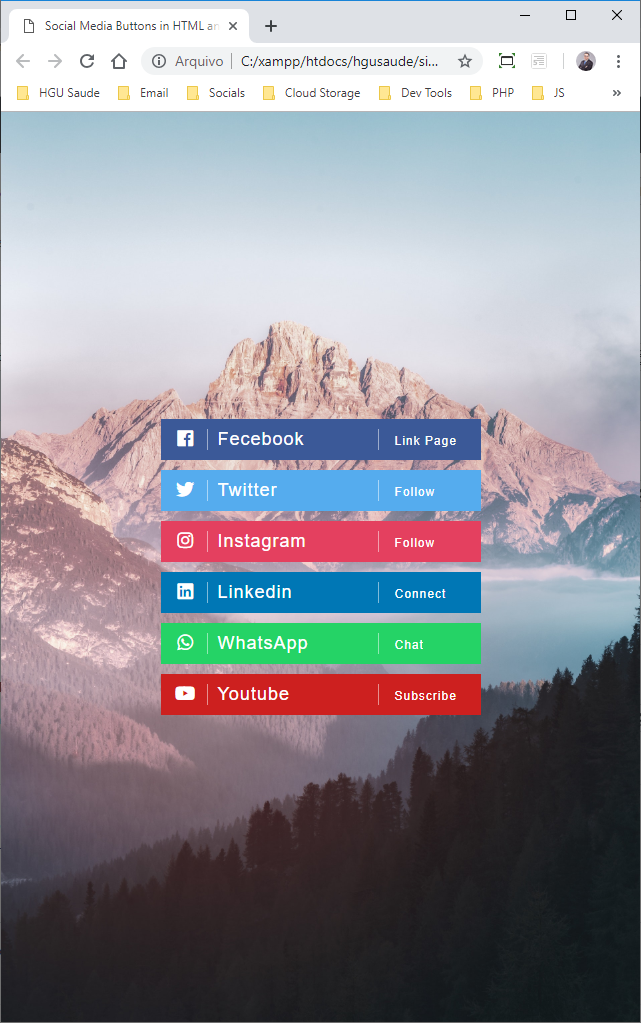 Social Media Buttons in HTML an
Arquivo | C:/xampp/htdocs/hgusaude/si...
HGU Saude Email Socials Cloud Storage Dev Tools PHP JS »
Fecebook Link Page
Twitter Follow
Instagram Follow
Linkedin Connect
WhatsApp Chat
Youtube Subscribe